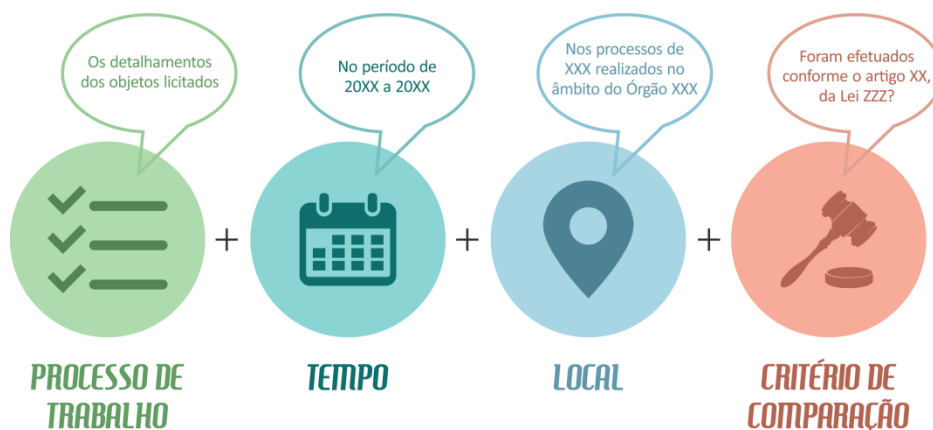 Os detalhamentos
dos objetos licitados
No período de
20XX a 20XX
Nos processos de
XXX realizados no
âmbito do Órgão XXX
Foram efetuados
conforme o artigo XX,
da Lei ZZZ?
+
+
+
PROCESSO DE
TRABALHO
TEMPO
LOCAL
CRITÉRIO DE
COMPARAÇÃO